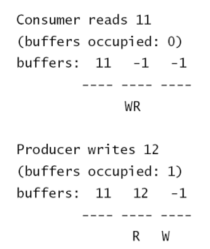 Consumer reads 11
(buffers occupied: 0)
buffers: 11 -1 -1
---- ---- ----
WR
Producer writes 12
(buffers occupied: 1)
buffers: 11 12 -1
---- ---- ----
R W